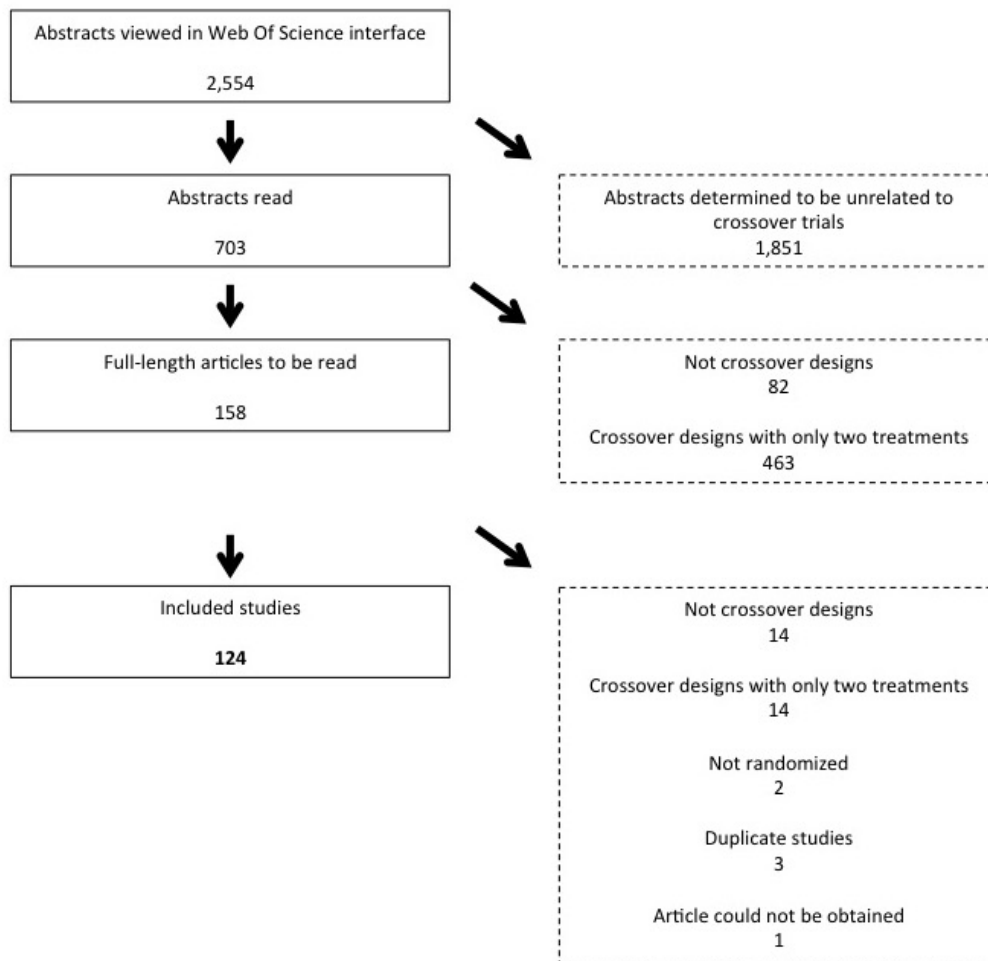 Abstracts viewed in Web Of Science interface
2,554
Abstracts read
703
Abstracts determined to be unrelated to
crossover trials
1,851
Full-length articles to be read
158
Not crossover designs
82
Crossover designs with only two treatments
463
Included studies
124
Not crossover designs
14
Crossover designs with only two treatments
14
Not randomized
2
Duplicate studies
3
Article could not be obtained
1